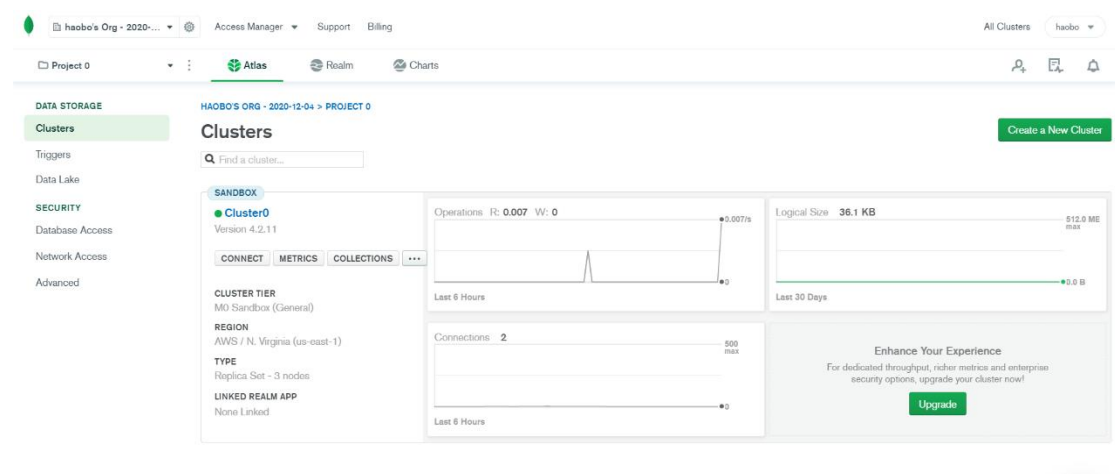 haobo's Org - 2020-... Access Manager Support Billing All Clusters haobo
Project 0 Atlas Realm Charts
DATA STORAGE
Clusters
Triggers
Data Lake
SECURITY
Database Access
Network Access
Advanced
HAOBO'S ORG - 2020-12-04 > PROJECT 0
Clusters
Create a New Cluster
Find a cluster...
SANDBOX
Cluster0
Version 4.2.11
CONNECT METRICS COLLECTIONS ...
CLUSTER TIER
M0 Sandbox (General)
REGION
AWS / N. Virginia (us-east-1)
TYPE
Replica Set - 3 nodes
LINKED REALM APP
None Linked
Operations R: 0.007 W: 0
0.007/s
0
Last 6 Hours
Logical Size 36.1 KB
512.0 MB
max
0.0 B
Last 30 Days
Connections 2
500
max
0
Last 6 Hours
Enhance Your Experience
For dedicated throughput, richer metrics and enterprise
security options, upgrade your cluster now!
Upgrade